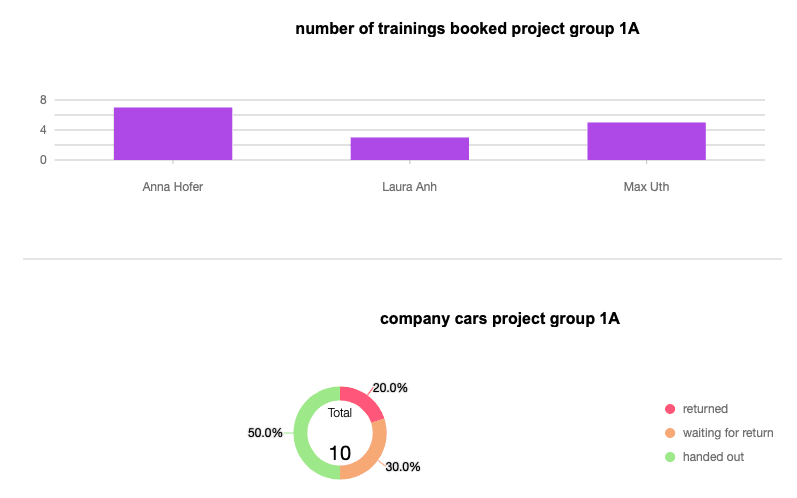 number of trainings booked project group 1A
8
4
0
Anna Hofer Laura Anh Max Uth
company cars project group 1A
20.0%
Total
10
50.0%
30.0%
returned
waiting for return
handed out